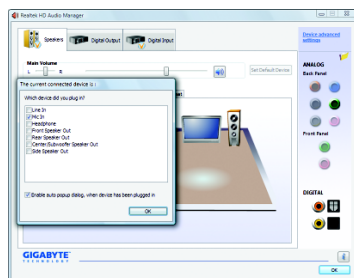 Realtek HD Audio Manager
Speakers
Digital Output
Digital Input
Device advanced settings
Main Volume
L
R
Set Default Device
ANALOG
Back Panel
The current connected device is :
Which device did you plug in?
Line In
Mic In
Headphone
Front Speaker Out
Rear Speaker Out
Center/Subwoofer Speaker Out
Side Speaker Out
Front Panel
Enable auto popup dialog, when device has been plugged in
OK
DIGITAL
GIGABYTE
TECHNOLOGY
i
OK